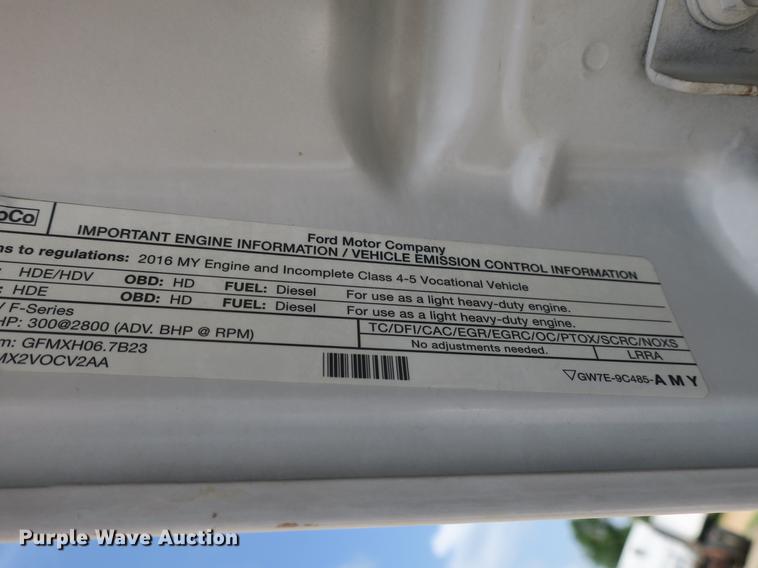 Ford Motor Company
IMPORTANT ENGINE INFORMATION / VEHICLE EMISSION CONTROL INFORMATION
ns to regulations: 2016 MY Engine and Incomplete Class 4-5 Vocational Vehicle
: HDE/HDV OBD: HD FUEL: Diesel For use as a light heavy-duty engine.
: HDE OBD: HD FUEL: Diesel For use as a light heavy-duty engine.
/ F-Series
HP: 300@2800 (ADV. BHP @ RPM) TC/DFI/CAC/EGR/EGRC/OC/PTOX/SCRC/NOXS
m: GFMXH06.7B23 No adjustments needed. LRRA
MX2VOCV2AA
GW7E-9C485-AMY
Purple Wave Auction